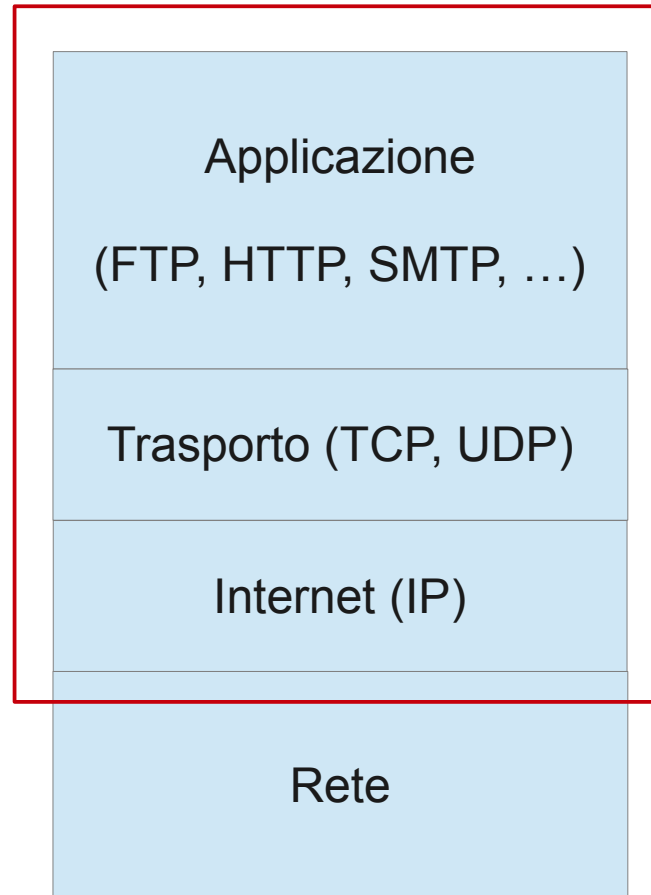 Applicazione
(FTP, HTTP, SMTP, …)
Trasporto (TCP, UDP)
Internet (IP)
Rete